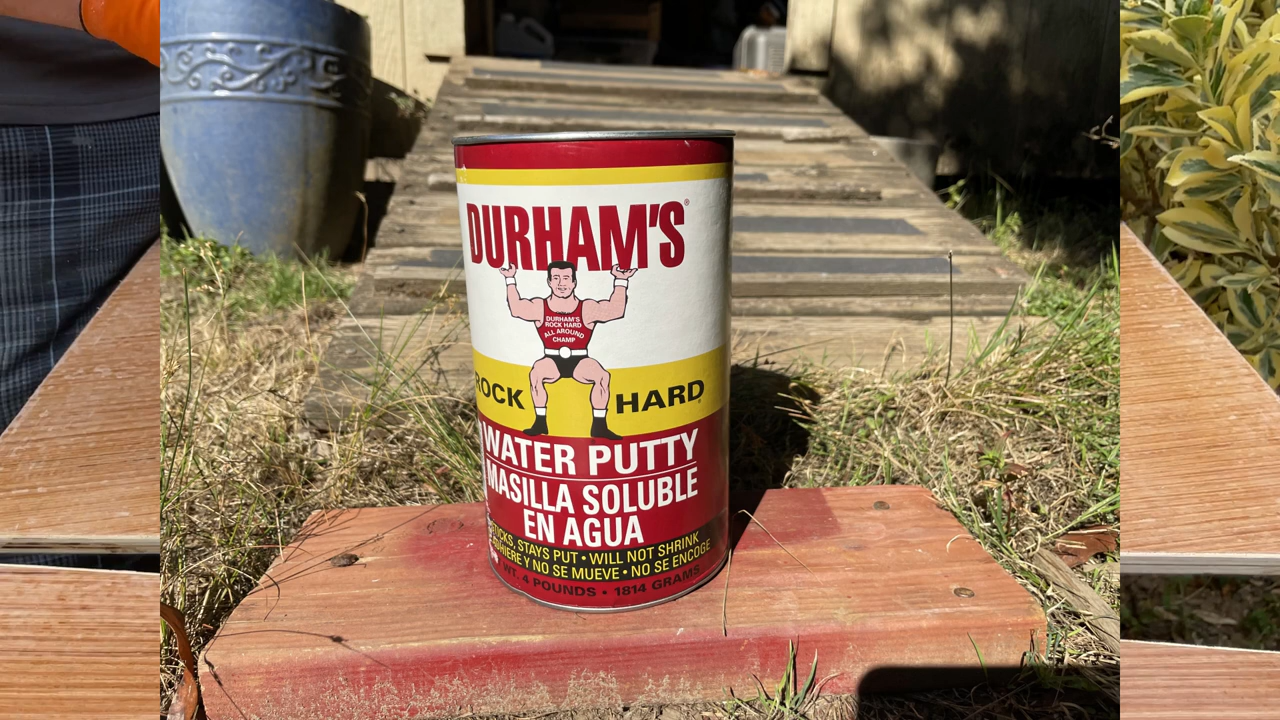 DURHAM'S®
DURHAM'S
ROCK HARD
ALL AROUND
CHAMP
ROCK HARD
WATER PUTTY
MASILLA SOLUBLE
EN AGUA
STICKS, STAYS PUT • WILL NOT SHRINK
Y NO SE MUEVE • NO SE ENCOGE
WT. 4 POUNDS • 1814 GRAMS